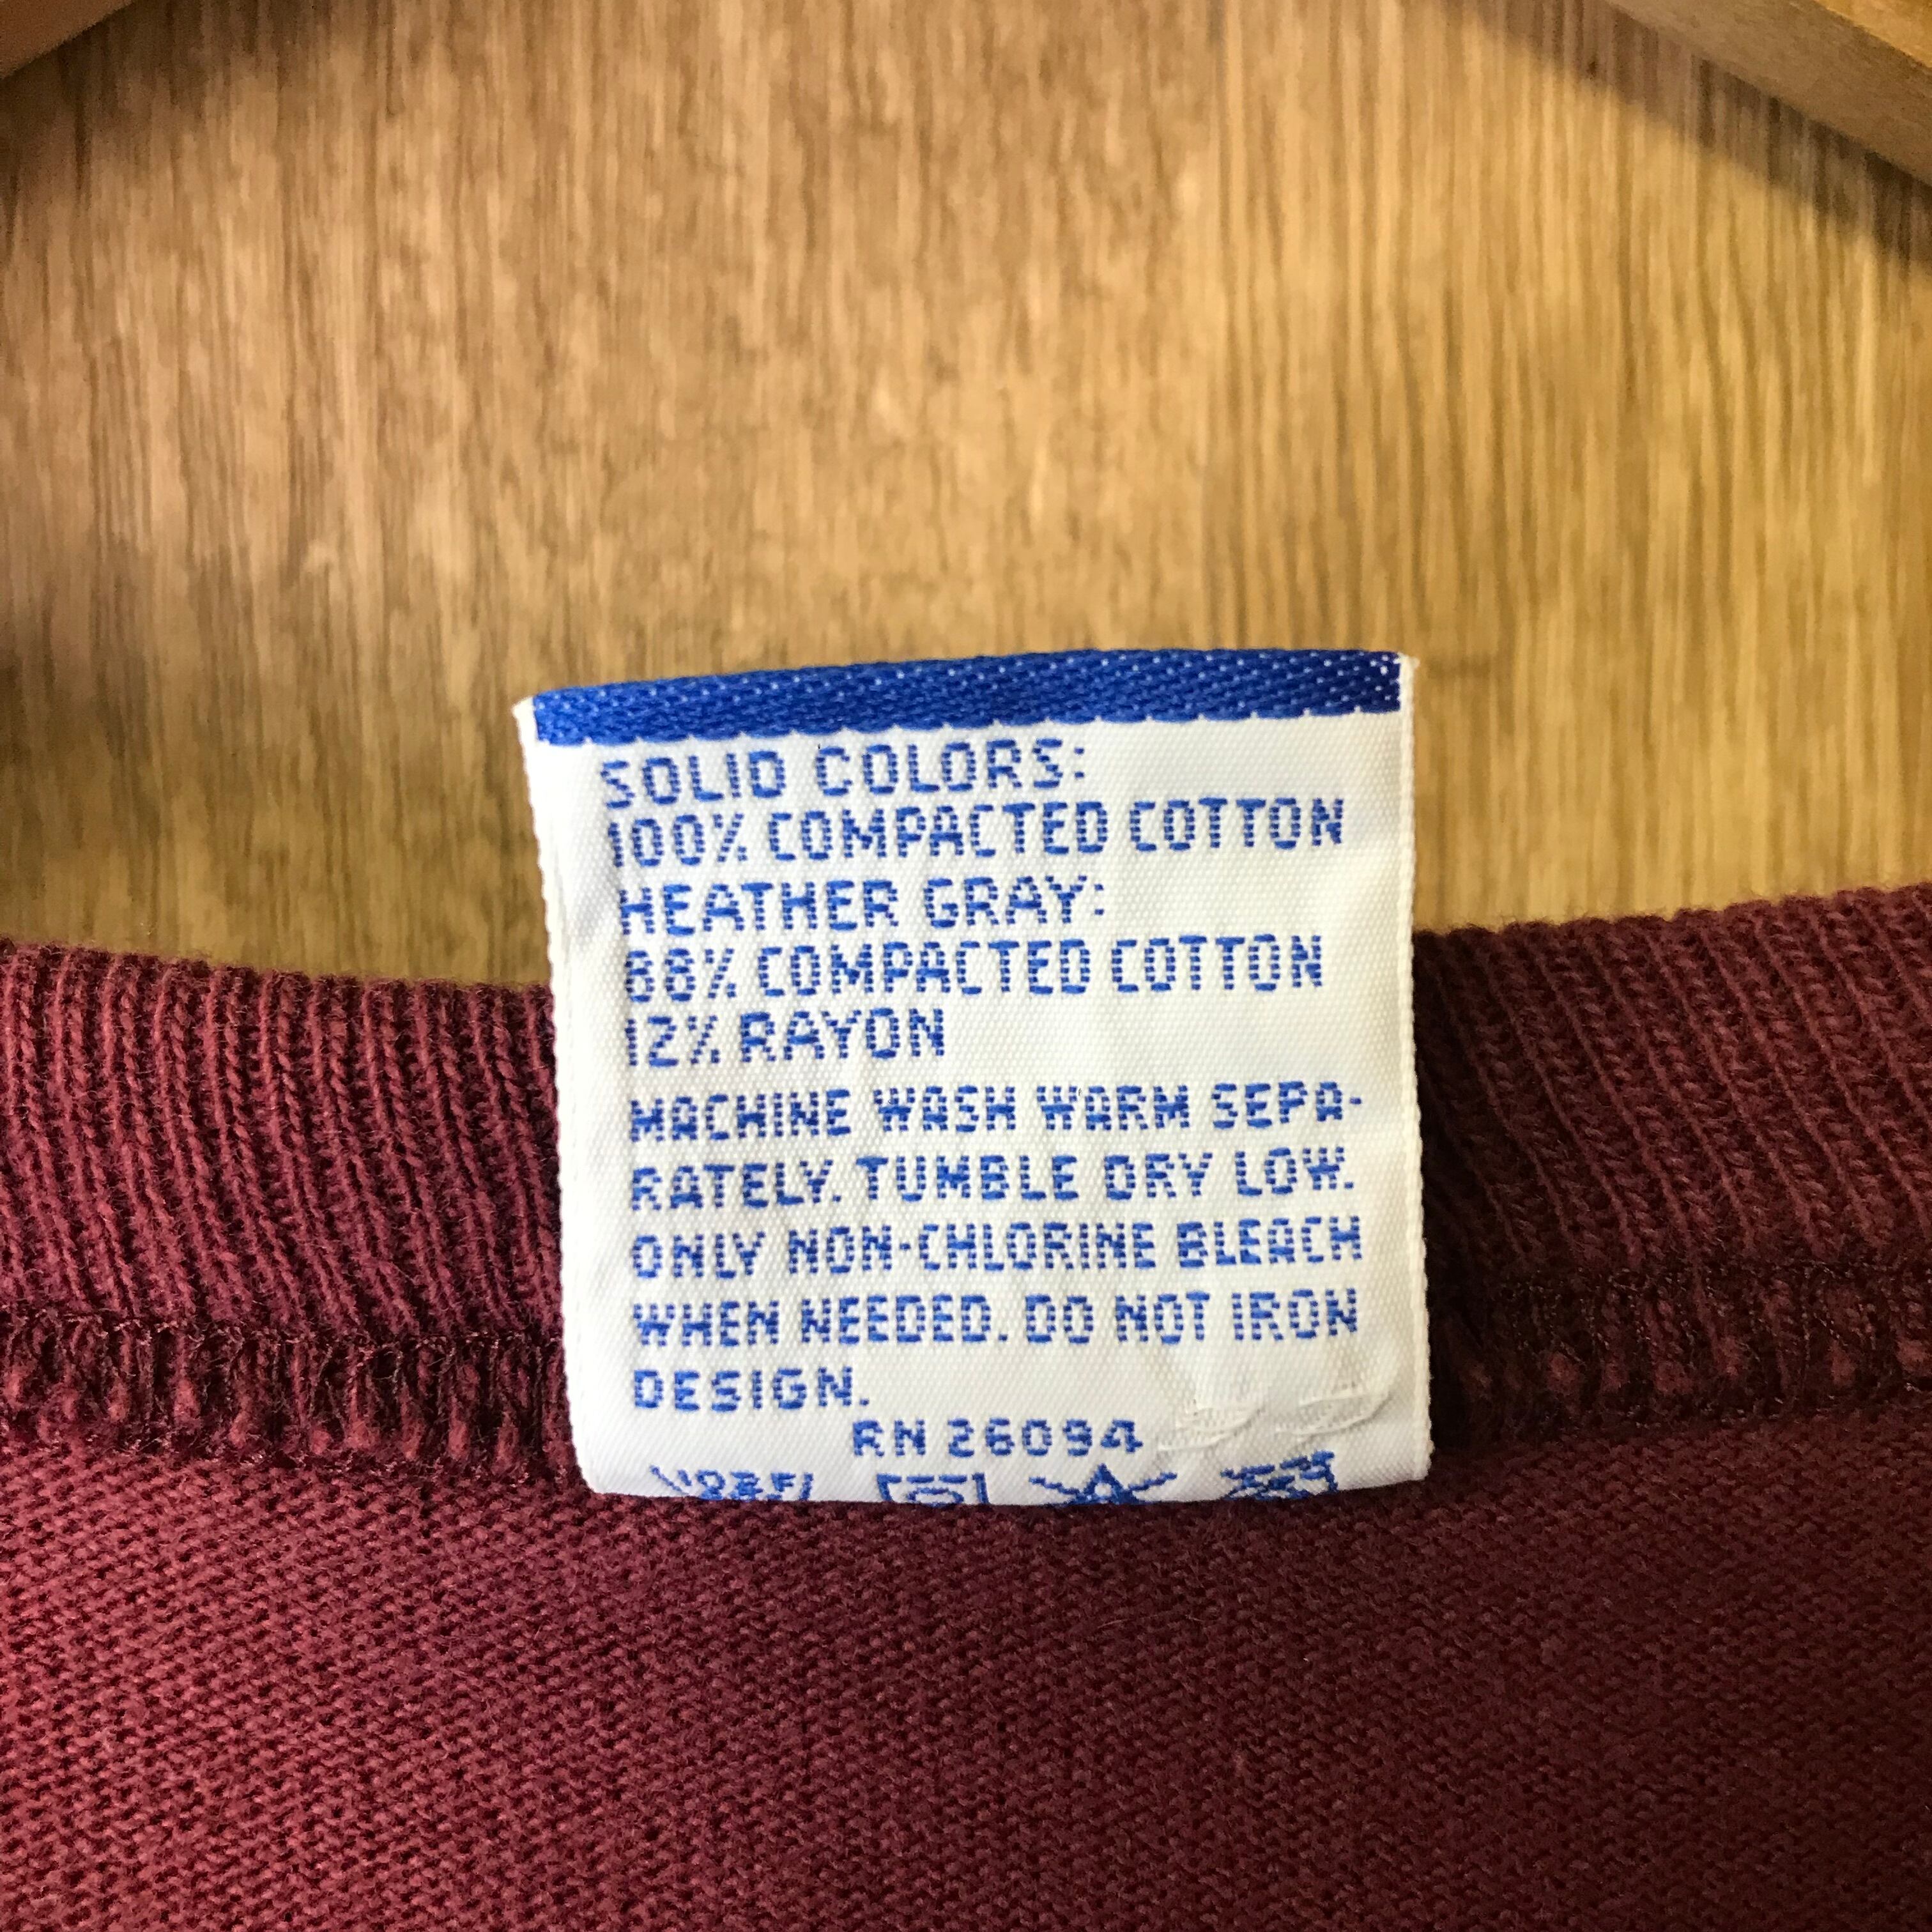 SOLID COLORS:
100% COMPACTED COTTON
HEATHER GRAY:
88% COMPACTED COTTON
12% RAYON
MACHINE WASH WARM SEPA-
RATELY. TUMBLE DRY LOW.
ONLY NON-CHLORINE BLEACH
WHEN NEEDED. DO NOT IRON
DESIGN.
RN 26094